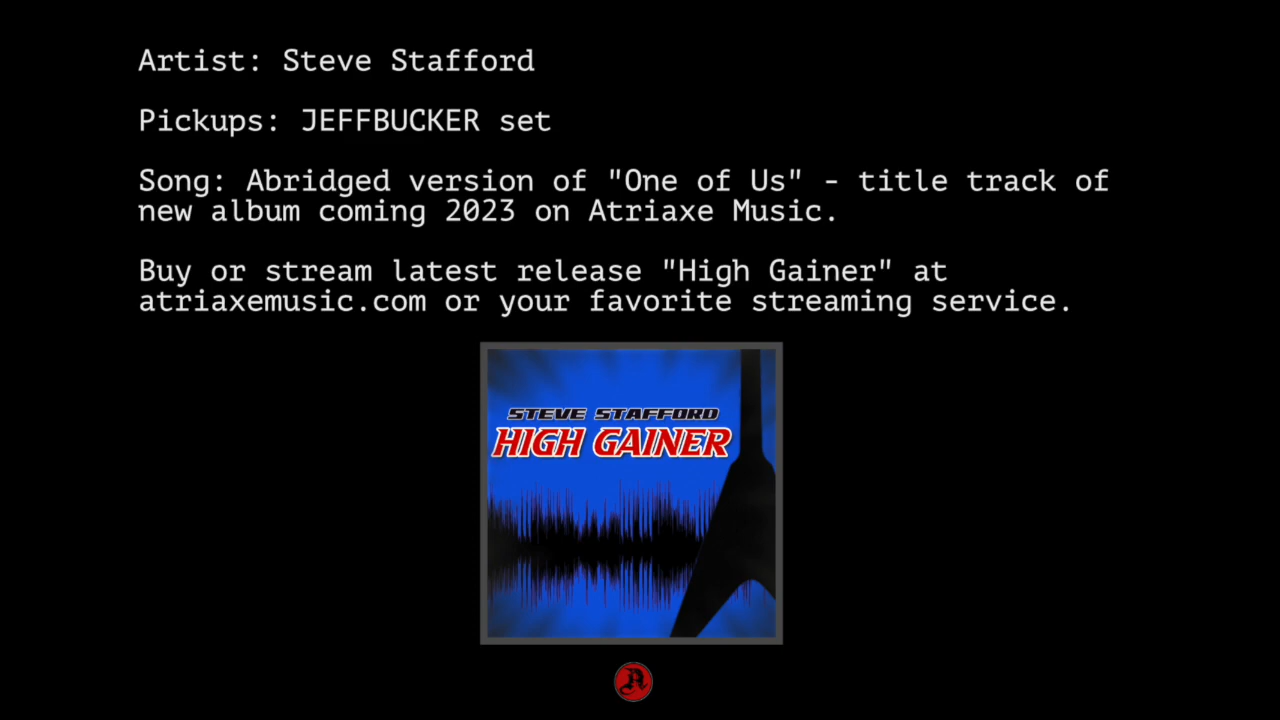 Artist: Steve Stafford
Pickups: JEFFBUCKER set
Song: Abridged version of "One of Us" - title track of
new album coming 2023 on Atriaxe Music.
Buy or stream latest release "High Gainer" at
atriaxemusic.com or your favorite streaming service.
STEVE STAFFORD
HIGH GAINER